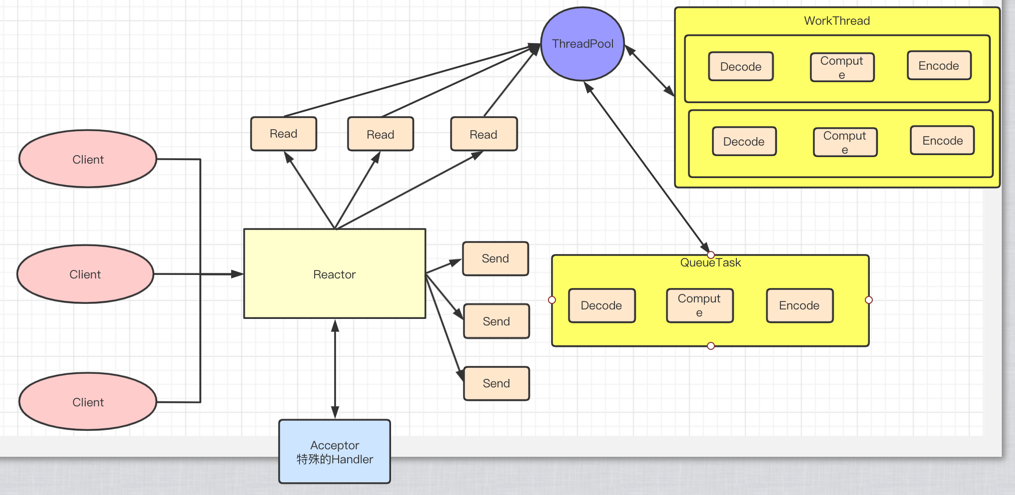 WorkThread
ThreadPool
Decode
Comput
e
Encode
Read
Read
Read
Decode
Comput
e
Encode
Client
Client
Reactor
Send
QueueTask
Send
Decode
Comput
e
Encode
Send
Client
Acceptor
特殊的Handler